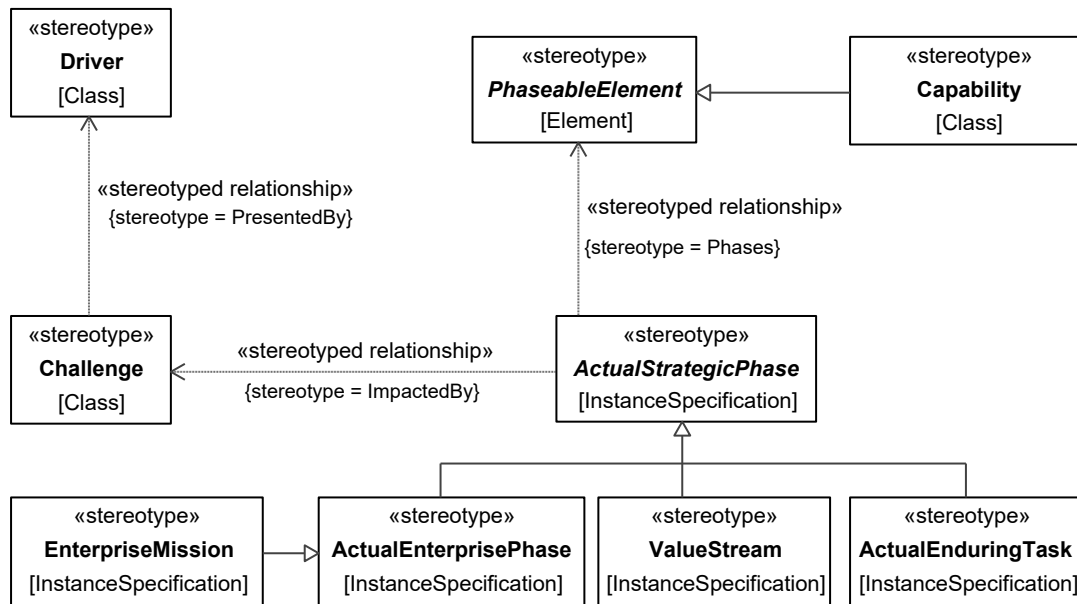 «stereotype»
Driver
[Class]
«stereotype»
PhaseableElement
[Element]
«stereotype»
Capability
[Class]
«stereotyped relationship»
{stereotype = PresentedBy}
«stereotyped relationship»
{stereotype = Phases}
«stereotype»
Challenge
[Class]
«stereotyped relationship»
{stereotype = ImpactedBy}
«stereotype»
ActualStrategicPhase
[InstanceSpecification]
«stereotype»
EnterpriseMission
[InstanceSpecification]
«stereotype»
ActualEnterprisePhase
[InstanceSpecification]
«stereotype»
ValueStream
[InstanceSpecification]
«stereotype»
ActualEnduringTask
[InstanceSpecification]